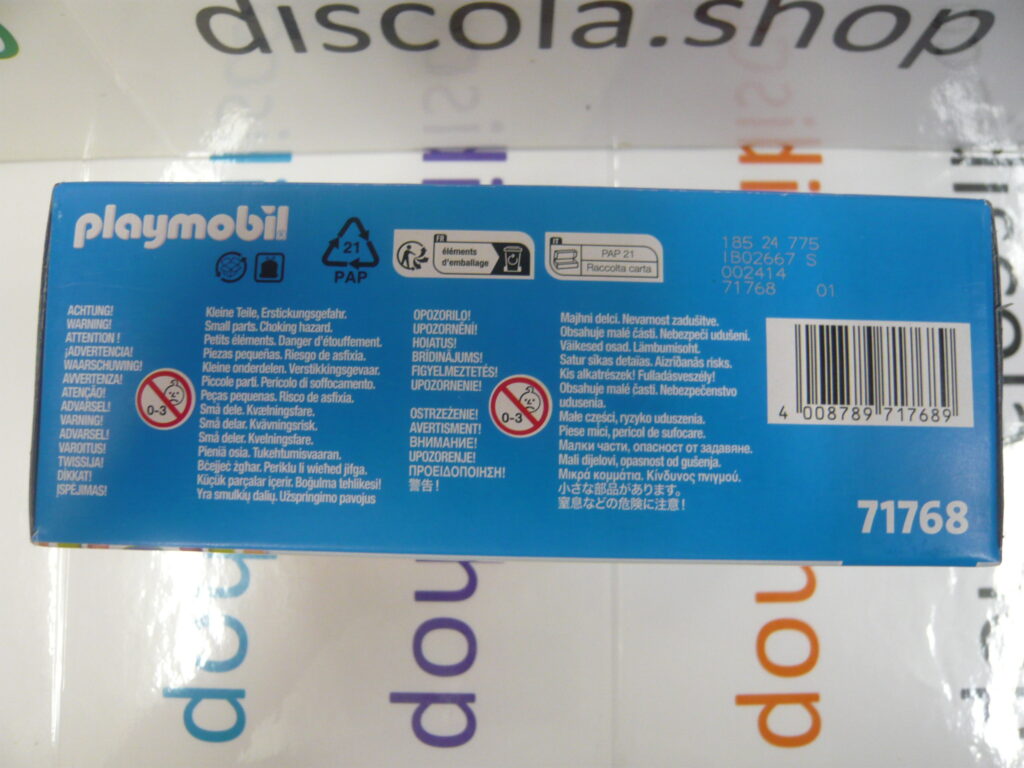 discola.shop
playmobil
21
PAP
FR
éléments
d'emballage
IT
PAP 21
Raccolta carta
185 24 775
1B02667 S
002414
71768 01
ACHTUNG!
WARNING!
ATTENTION !
¡ADVERTENCIA!
WAARSCHUWING!
AVVERTENZA!
ATENÇÃO!
ADVARSEL!
VARNING!
ADVARSEL!
VAROITUS!
TWISSIJA!
DİKKAT!
ĮSPĖJIMAS!
0-3
Kleine Teile, Erstickungsgefahr.
Small parts. Choking hazard.
Petits éléments. Danger d'étouffement.
Piezas pequeñas. Riesgo de asfixia.
Kleine onderdelen. Verstikkingsgevaar.
Piccole parti. Pericolo di soffocamento.
Peças pequenas. Risco de asfixia.
Små dele. Kvælningsfare.
Små delar. Kvävningsrisk.
Små deler. Kvelningsfare.
Pieniä osia. Tukehtumisvaaran.
Bċejjeċ żgħar. Periklu li wieħed jifga.
Küçük parçalar içerir. Boğulma tehlikesi!
Yra smulkių dalių. Užspringimo pavojus
OPOZORILO!
UPOZORNĚNÍ!
HOIATUS!
BRĪDINĀJUMS!
FIGYELMEZTETÉS!
UPOZORNENIE!
OSTRZEŻENIE!
AVERTISMENT!
ВНИМАНИЕ!
UPOZORENJE!
ΠΡΟΕΙΔΟΠΟΙΗΣΗ!
警告！
0-3
Majhni delci. Nevarnost zadušitve.
Obsahuje malé části. Nebezpečí udušení.
Väikesed osad. Lämbumisoht.
Satur sīkas detaļas. Aizrīšanās risks.
Kis alkatrészek! Fulladásveszély!
Obsahuje malé časti. Nebezpečenstvo
udusenia.
Małe części, ryzyko uduszenia.
Piese mici, pericol de sufocare.
Малки части, опасност от задавяне.
Mali dijelovi, opasnost od gušenja.
Μικρά κομμάτια. Κίνδυνος πνιγμού.
小さな部品があります。
窒息などの危険に注意！
4 008789 717689
71768